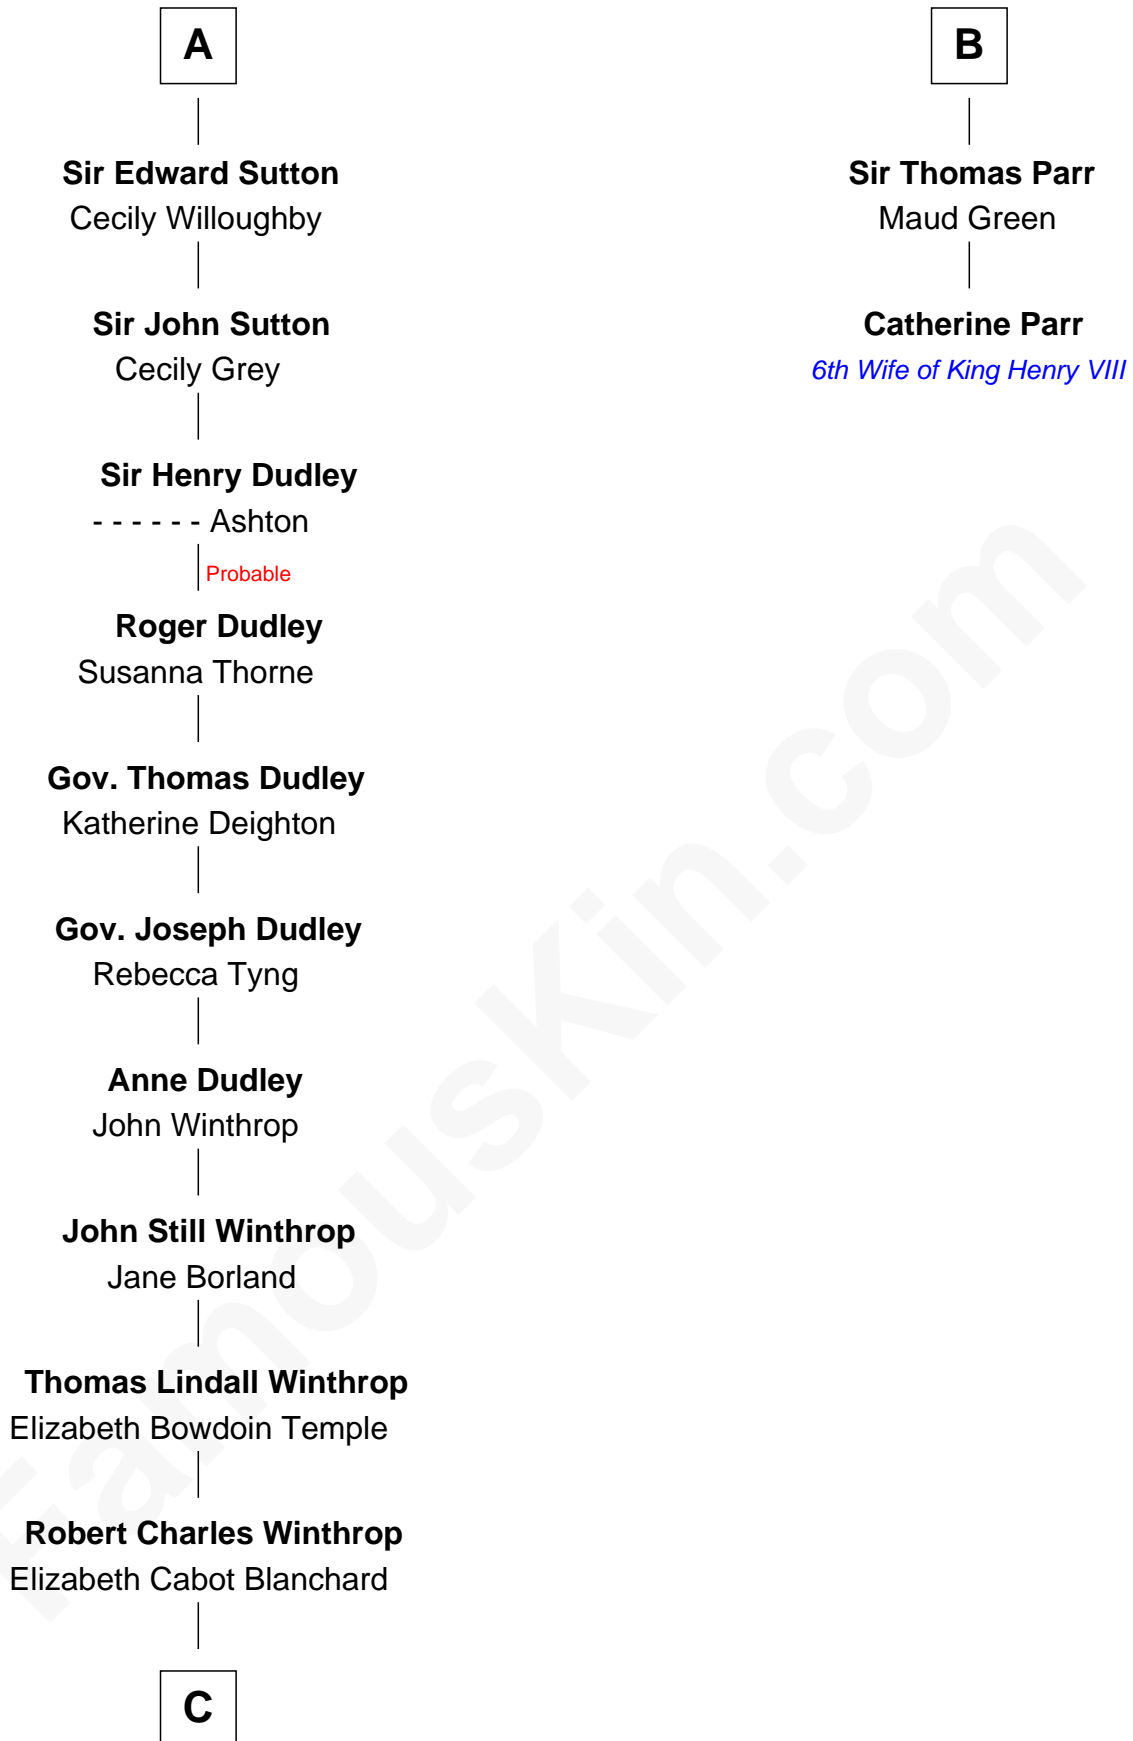 A
Sir Edward Sutton
Cecily Willoughby
Sir John Sutton
Cecily Grey
Sir Henry Dudley
- - - - - - Ashton
Probable
Roger Dudley
Susanna Thorne
Gov. Thomas Dudley
Katherine Deighton
Gov. Joseph Dudley
Rebecca Tyng
Anne Dudley
John Winthrop
John Still Winthrop
Jane Borland
Thomas Lindall Winthrop
Elizabeth Bowdoin Temple
Robert Charles Winthrop
Elizabeth Cabot Blanchard
C
B
Sir Thomas Parr
Maud Green
Catherine Parr
6th Wife of King Henry VIII
FamousKin.com